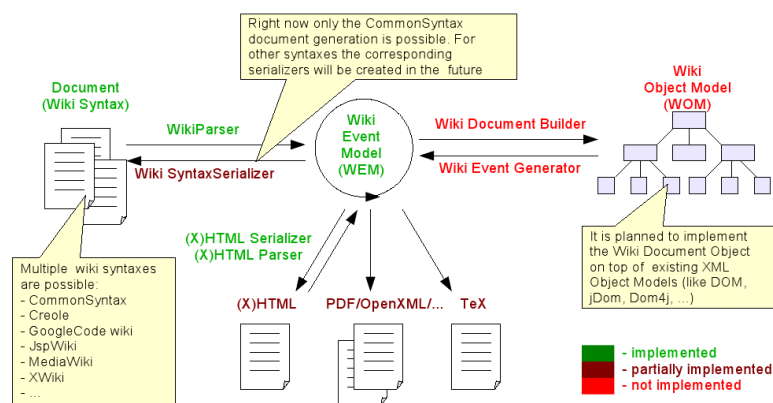 Right now only the CommonSyntax
document generation is possible. For
other syntaxes the corresponding
serializers will be created in the future
Document
(Wiki Syntax)
WikiParser
Wiki SyntaxSerializer
Wiki
Event
Model
(WEM)
Wiki Document Builder
Wiki Event Generator
Wiki
Object Model
(WOM)
(X)HTML Serializer
(X)HTML Parser
It is planned to implement
the Wiki Document Object
on top of existing XML
Object Models (like DOM,
jDom, Dom4j, ...)
Multiple wiki syntaxes
are possible:
- CommonSyntax
- Creole
- GoogleCode wiki
- JspWiki
- MediaWiki
- XWiki
- ...
(X)HTML
PDF/OpenXML/...
TeX
- implemented
- partially implemented
- not implemented